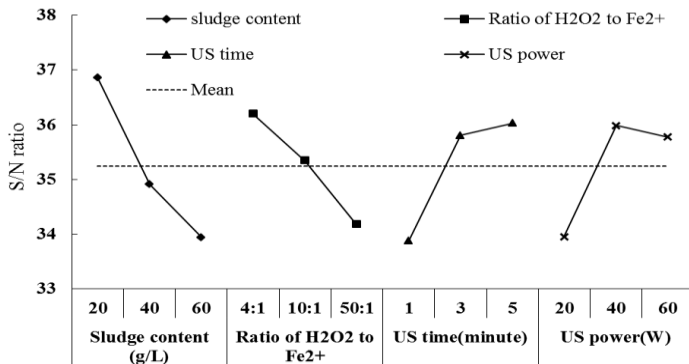 sludge content
Ratio of H2O2 to Fe2+
US time
US power
Mean
38
37
36
35
34
33
S/N ratio
20 40 60 4:1 10:1 50:1 1 3 5 20 40 60
Sludge content (g/L)
Ratio of H2O2 to Fe2+
US time(minute)
US power(W)